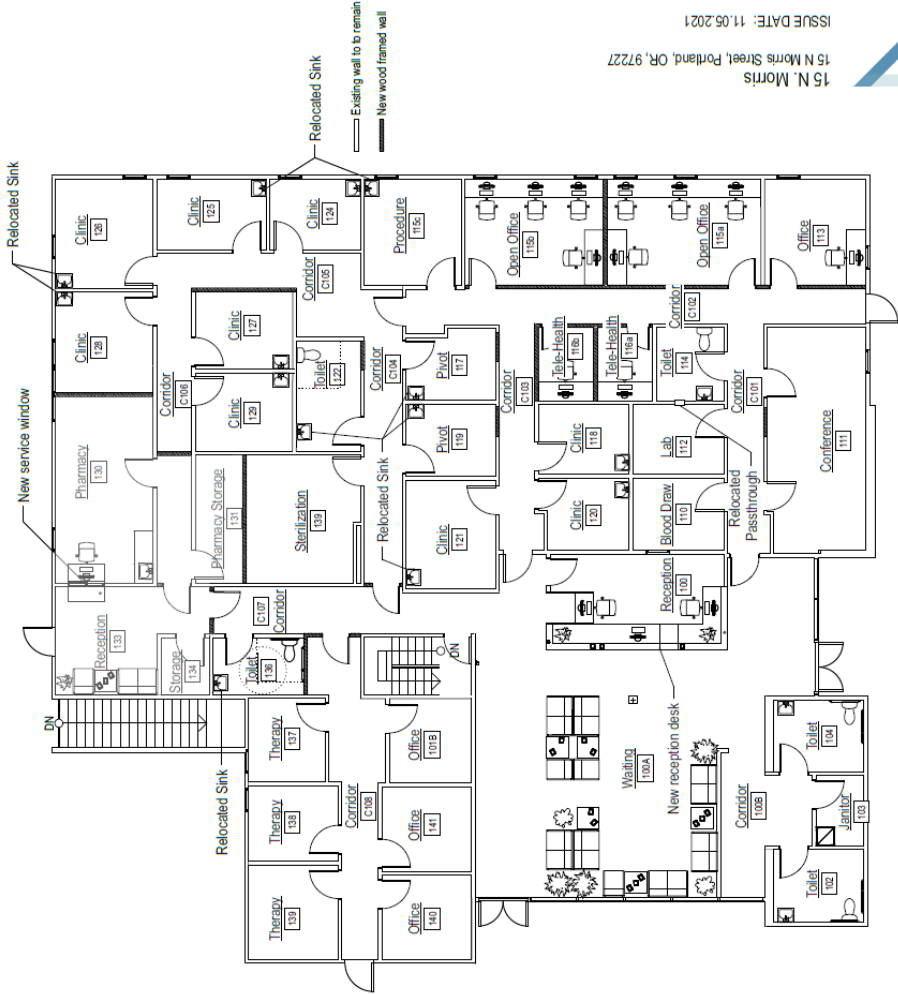 ISSUE DATE: 11.05.2021
15 N Morris Street, Portland, OR, 97227
15 N. Morris
Existing wall to to remain
New wood framed wall
Relocated Sink
Relocated Sink
New service window
Clinic
126
Clinic
125
Clinic
124
Procedure
115c
Open Office
115b
Open Office
115a
Office
113
Clinic
128
Clinic
127
Corridor
C105
Corridor
C102
Corridor
C106
Clinic
129
Toilet
122
Corridor
C104
Pivot
117
Pivot
119
Corridor
C103
Tele-Health
116b
Tele-Health
116a
Toilet
114
Corridor
C101
Pharmacy
130
Pharmacy Storage
131
Sterilization
139
Relocated Sink
Clinic
121
Clinic
118
Clinic
120
Lab
112
Blood Draw
110
Relocated
Passthrough
Conference
111
Reception
133
Storage
134
C107
Corridor
Toilet
136
Relocated Sink
DN
DN
Reception
100
New reception desk
Therapy
137
Therapy
138
Therapy
139
Corridor
C108
Office
101B
Office
141
Office
140
Waiting
100A
Corridor
100B
Toilet
104
Janitor
103
Toilet
102